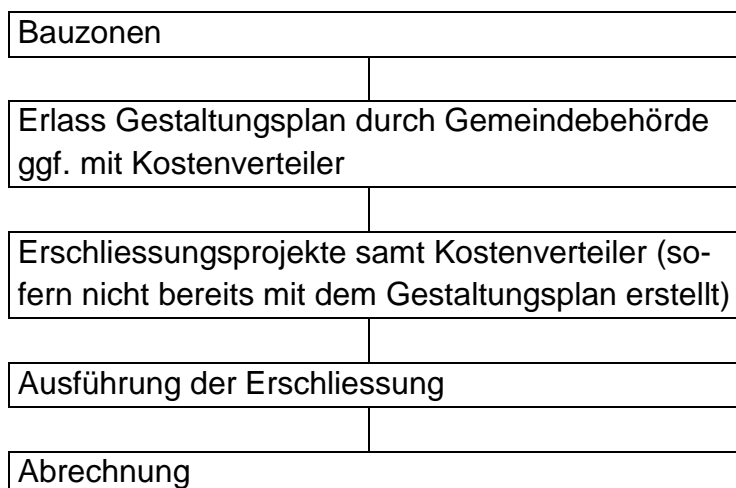 Bauzonen
Erlass Gestaltungsplan durch Gemeindebehörde
ggf. mit Kostenverteiler
Erschliessungsprojekte samt Kostenverteiler (so-
fern nicht bereits mit dem Gestaltungsplan erstellt)
Ausführung der Erschliessung
Abrechnung